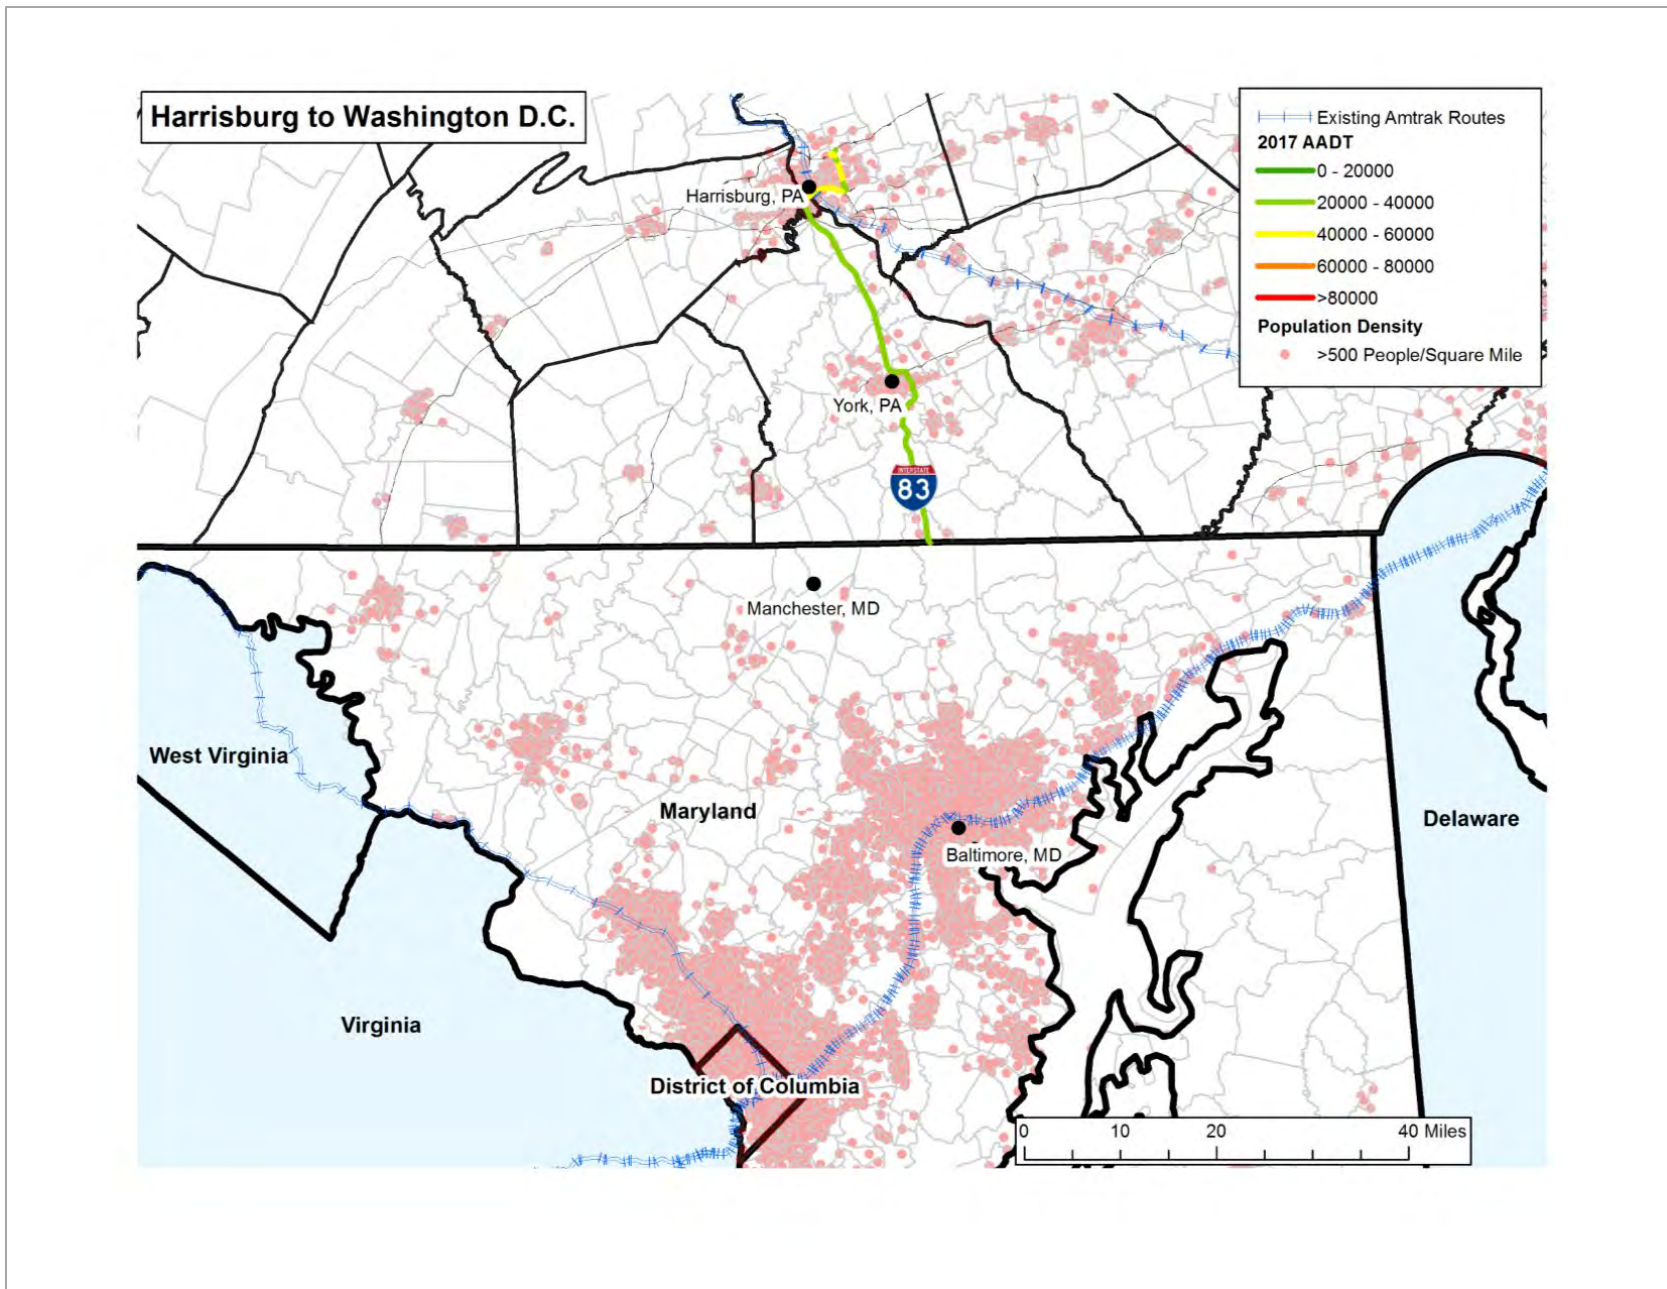 Harrisburg to Washington D.C.
Existing Amtrak Routes
2017 AADT
0 - 20000
20000 - 40000
40000 - 60000
60000 - 80000
>80000
Population Density
>500 People/Square Mile
Harrisburg, PA
York, PA
INTERSTATE
83
Manchester, MD
West Virginia
Maryland
Delaware
Baltimore, MD
Virginia
District of Columbia
0 10 20 40 Miles